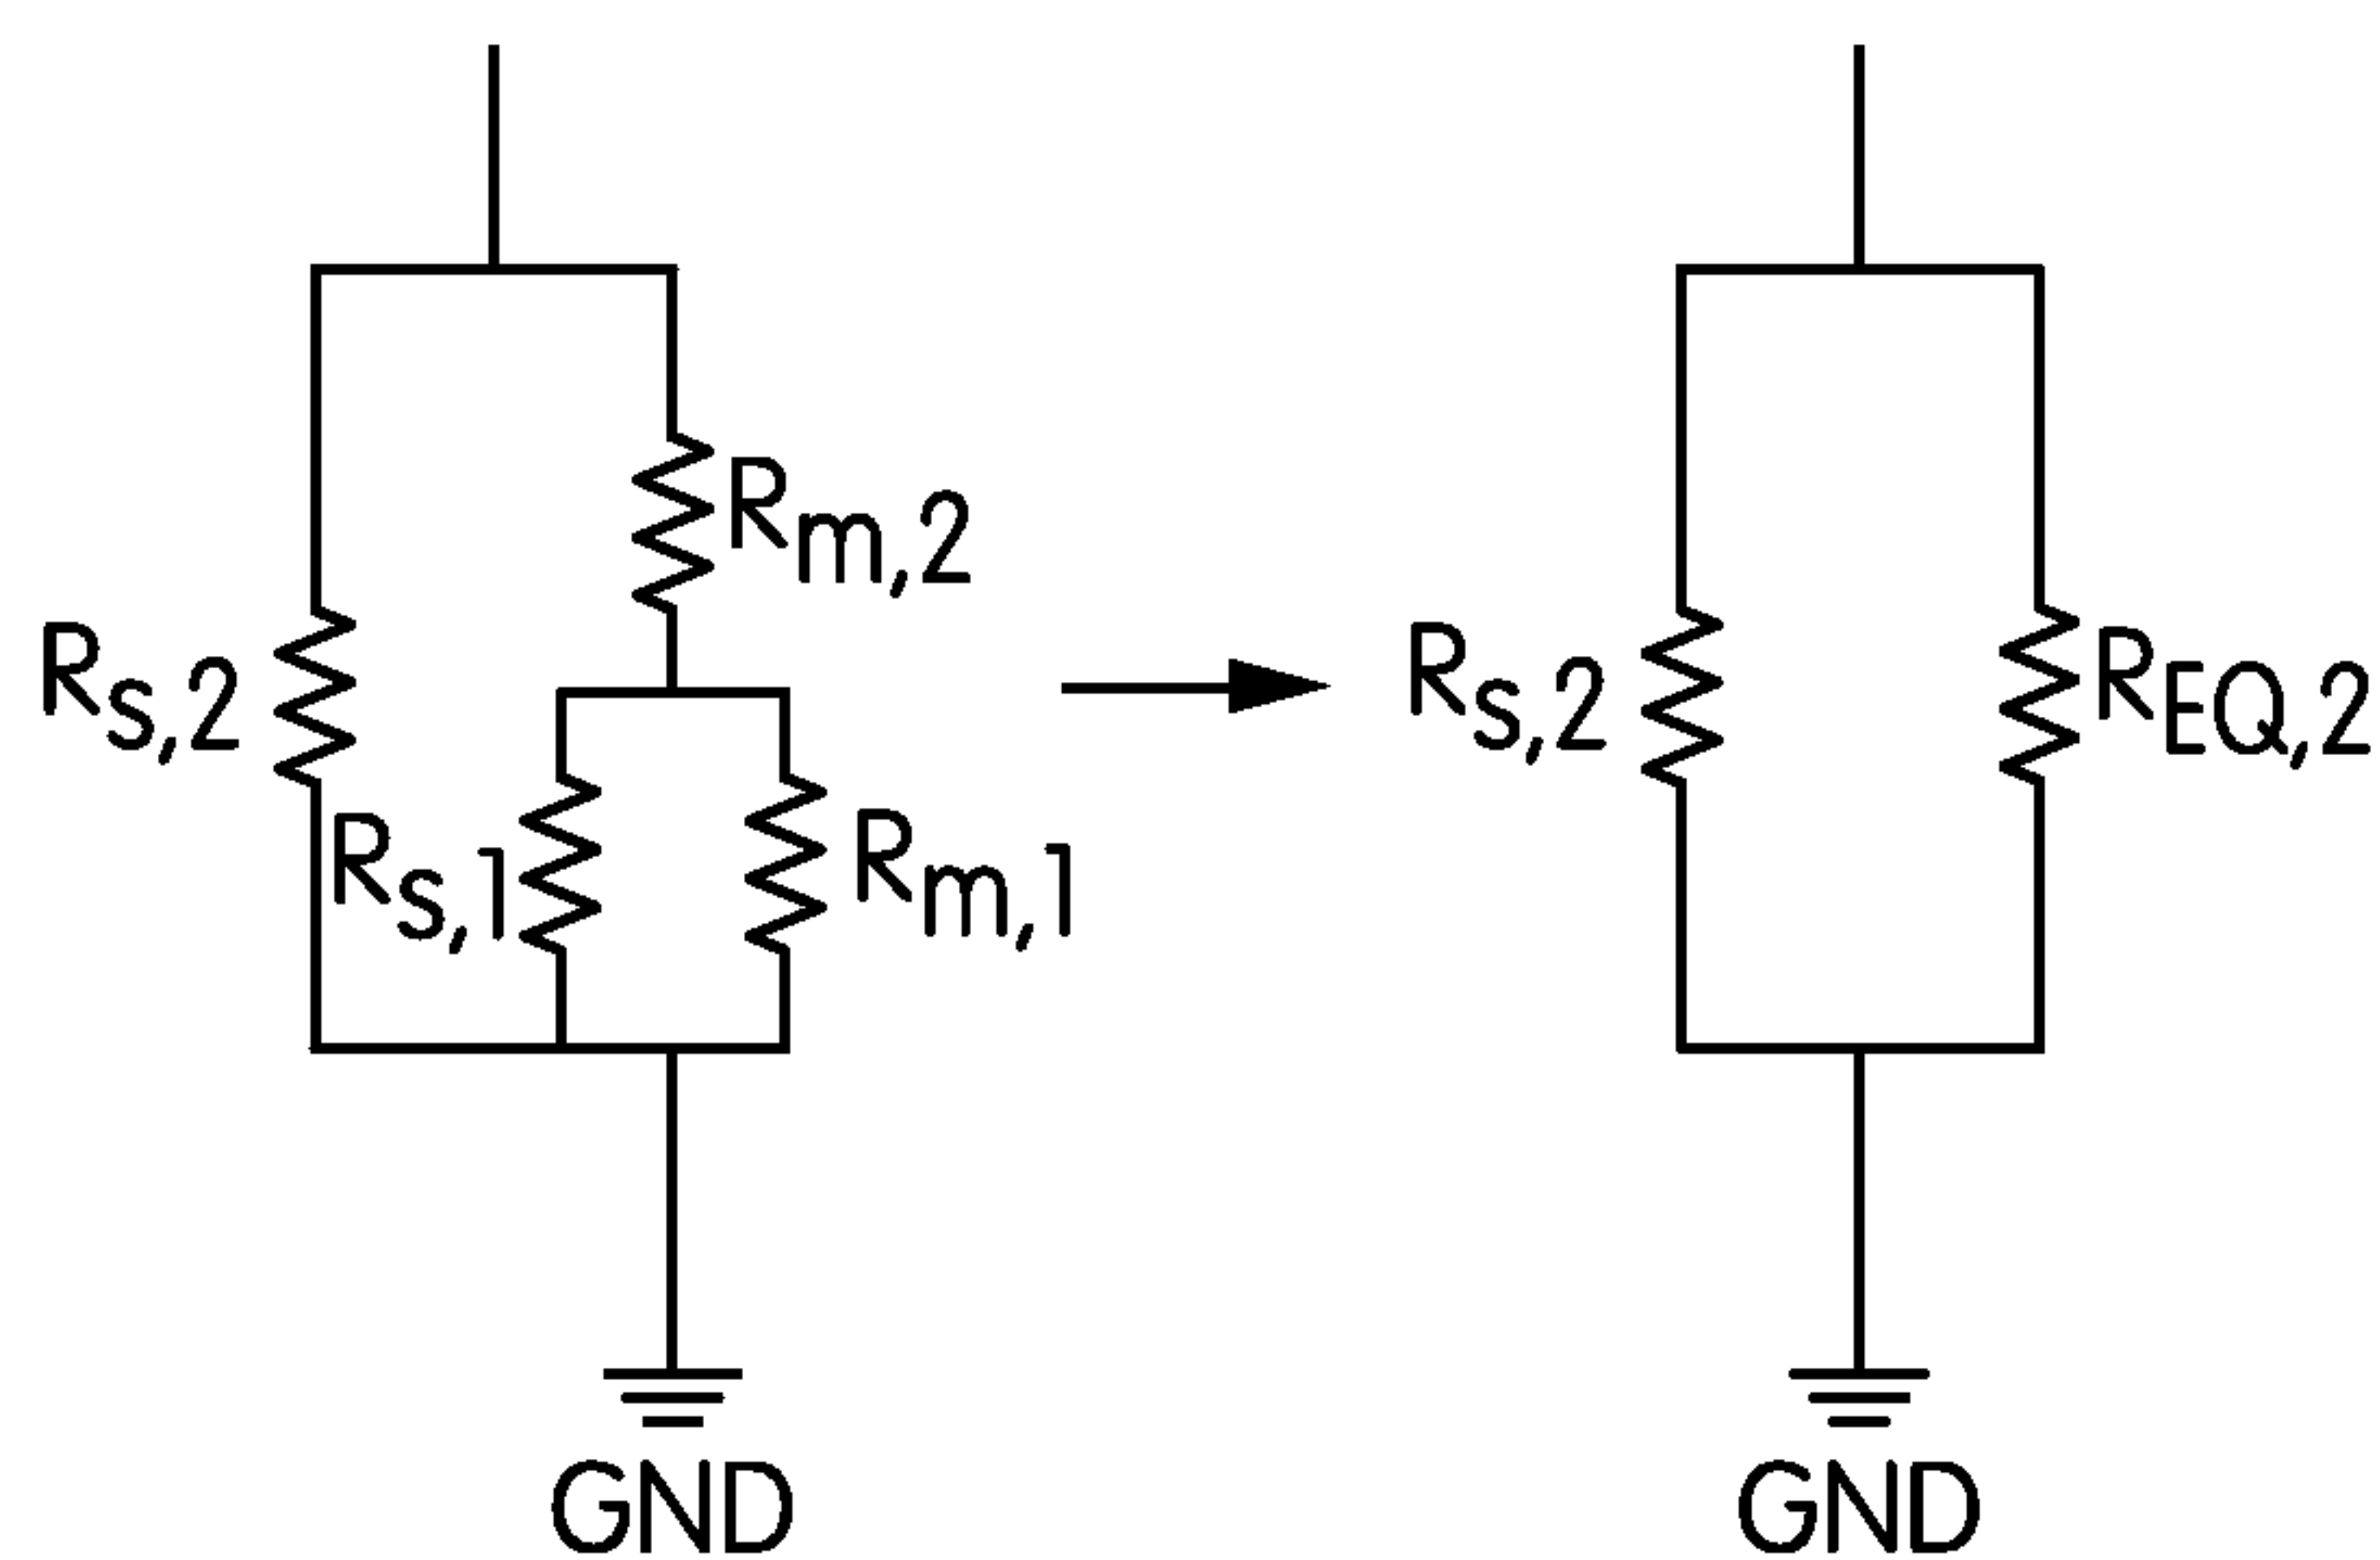 Rm,2
Rs,2
Rs,1
Rm,1
GND
Rs,2
REQ,2
GND